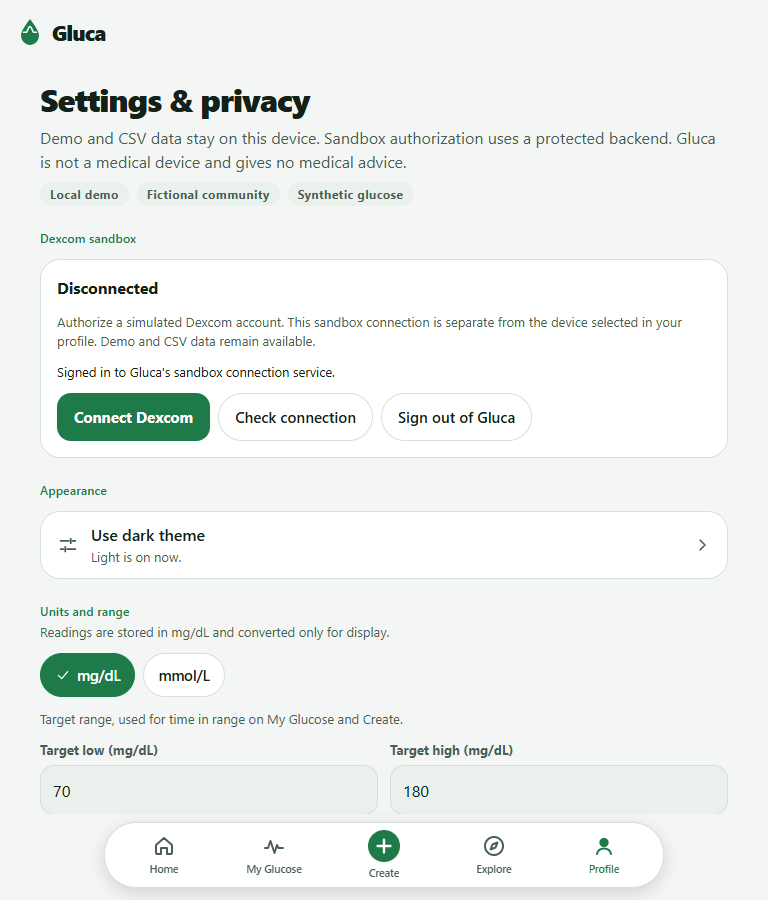 Gluca
Settings & privacy
Demo and CSV data stay on this device. Sandbox authorization uses a protected backend. Gluca
is not a medical device and gives no medical advice.
Local demo
Fictional community
Synthetic glucose
Dexcom sandbox
Disconnected
Authorize a simulated Dexcom account. This sandbox connection is separate from the device selected in your
profile. Demo and CSV data remain available.
Signed in to Gluca's sandbox connection service.
Connect Dexcom
Check connection
Sign out of Gluca
Appearance
Use dark theme
Light is on now.
Units and range
Readings are stored in mg/dL and converted only for display.
mg/dL
mmol/L
Target range, used for time in range on My Glucose and Create.
Target low (mg/dL)
Target high (mg/dL)
70
180
Home
My Glucose
Create
Explore
Profile